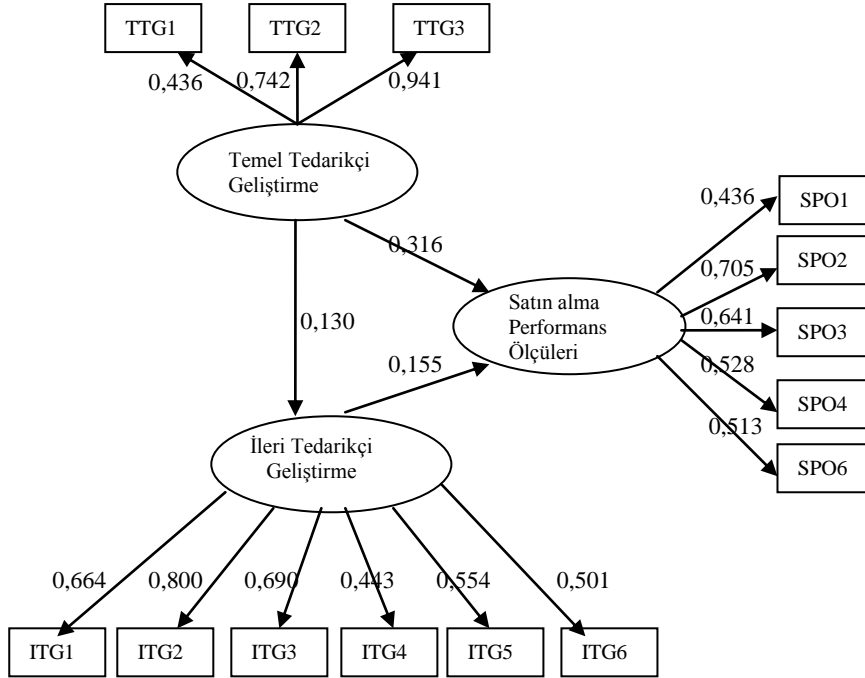 TTG1 TTG2 TTG3
0,436 0,742 0,941
Temel Tedarikçi
Geliştirme
0,316
0,130
0,155
Satın alma
Performans
Ölçüleri
0,436 SPO1
0,705 SPO2
0,641 SPO3
0,528 SPO4
0,513 SPO6
İleri Tedarikçi
Geliştirme
0,664 0,800 0,690 0,443 0,554 0,501
ITG1 ITG2 ITG3 ITG4 ITG5 ITG6